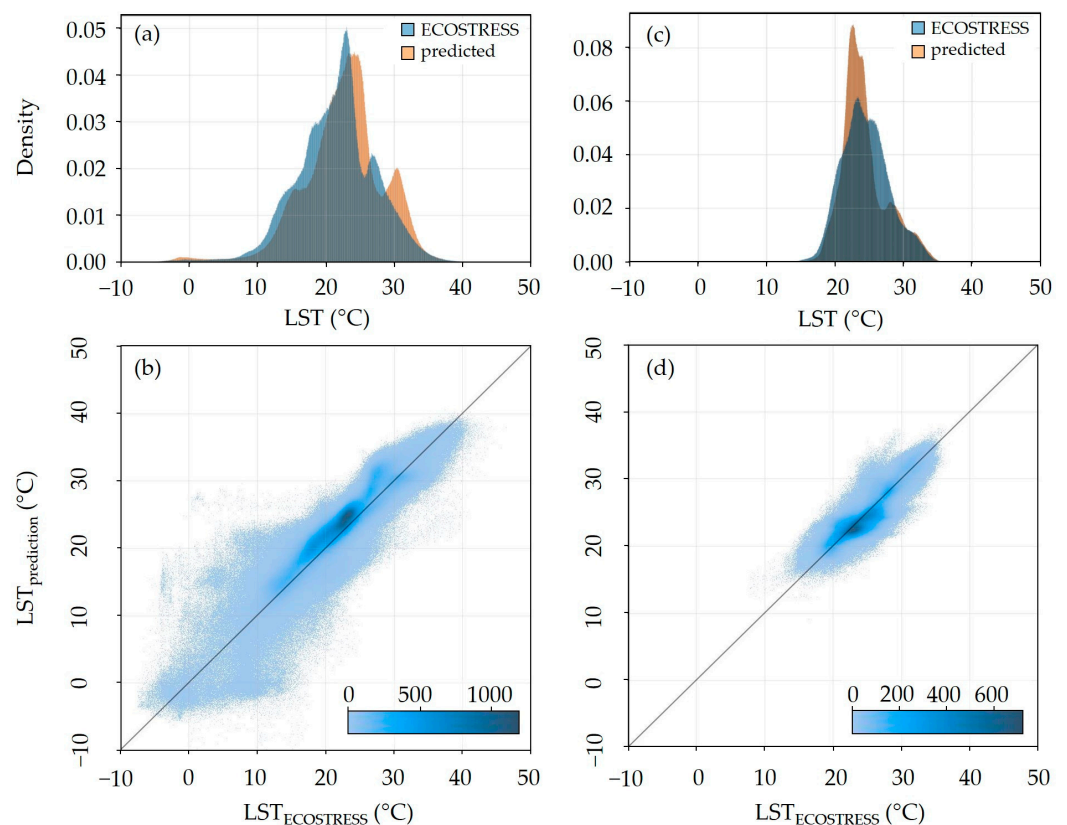 (a)
ECOSTRESS
predicted
Density
0.05
0.04
0.03
0.02
0.01
0.00
−10 0 10 20 30 40 50
LST (°C)
(c)
ECOSTRESS
predicted
0.08
0.06
0.04
0.02
0.00
−10 0 10 20 30 40 50
LST (°C)
(b)
LSTprediction (°C)
50
40
30
20
10
0
−10
0 500 1000
−10 0 10 20 30 40 50
LSTECOSTRESS (°C)
(d)
50
40
30
20
10
0
−10
0 200 400 600
−10 0 10 20 30 40 50
LSTECOSTRESS (°C)